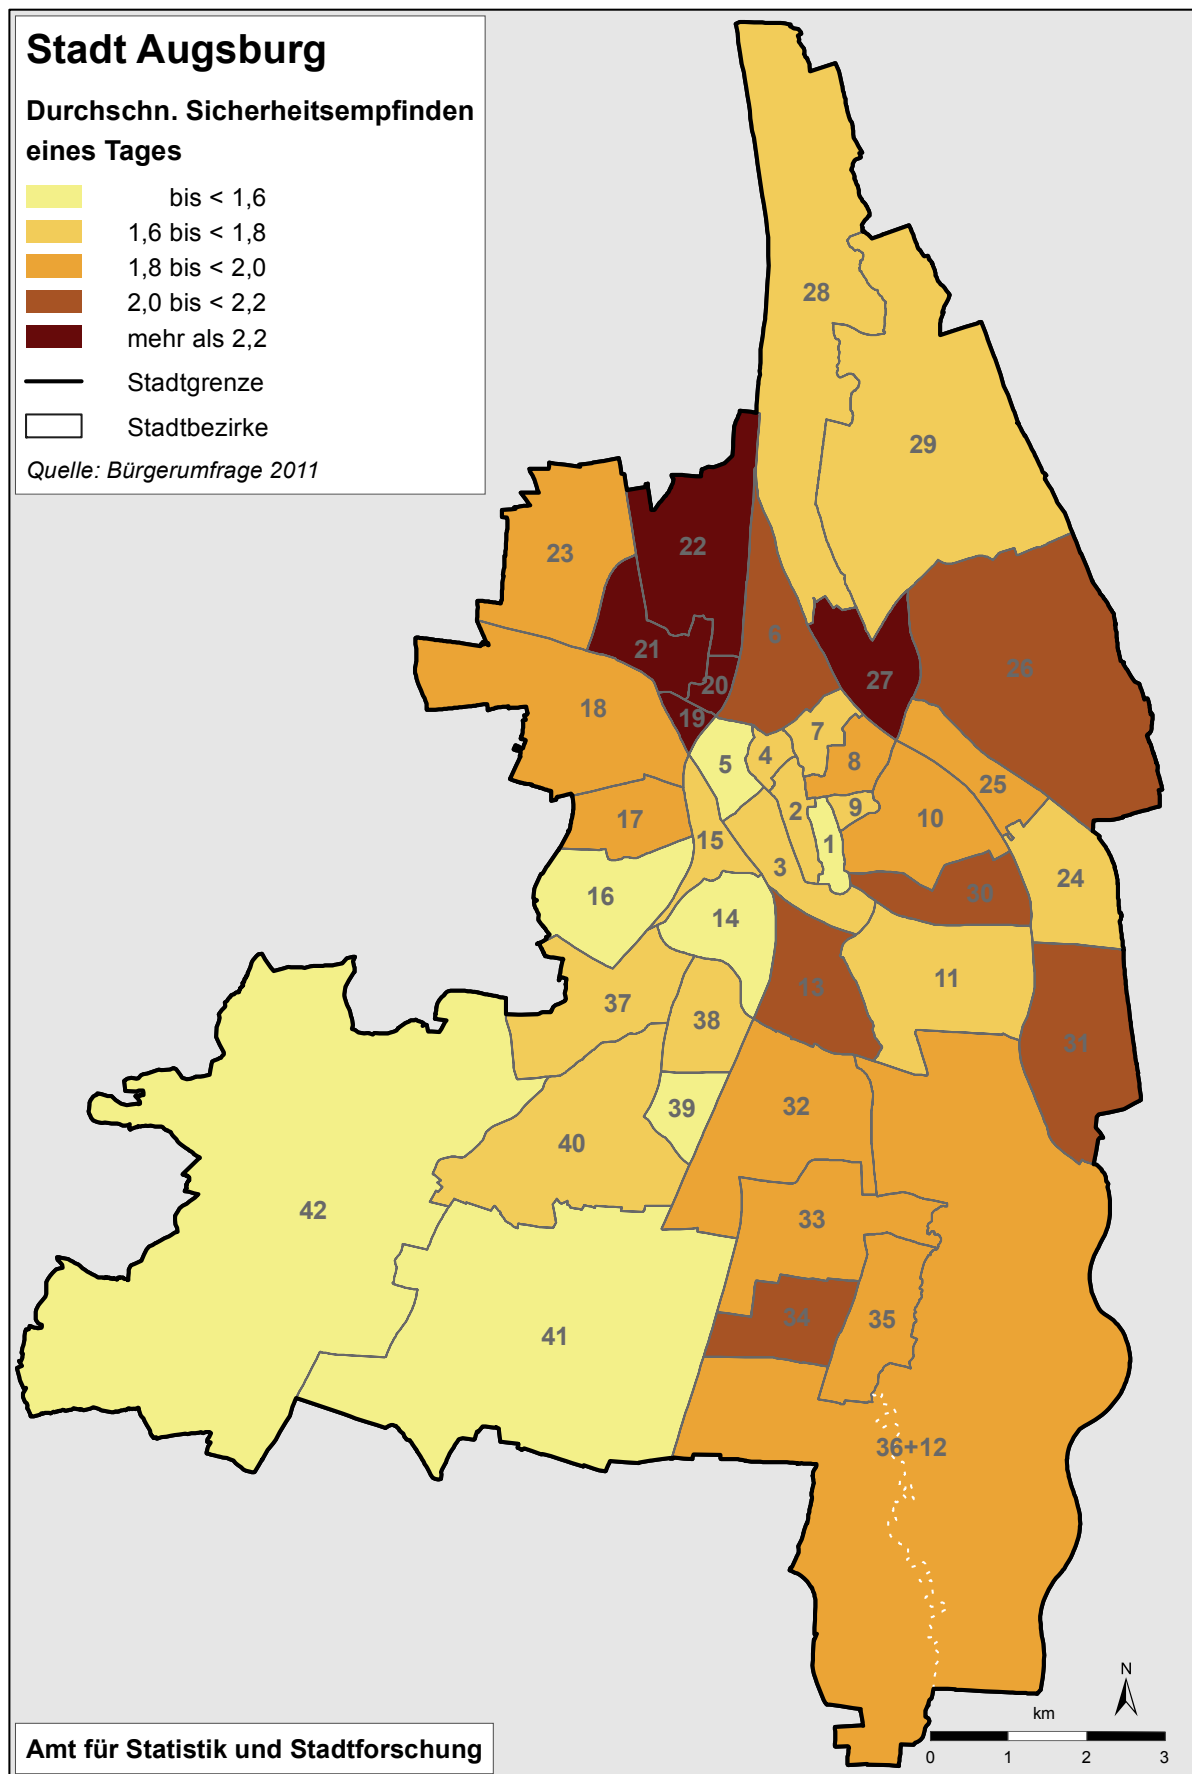 Stadt Augsburg
Durchschn. Sicherheitsempfinden
eines Tages
bis < 1,6
1,6 bis < 1,8
1,8 bis < 2,0
2,0 bis < 2,2
mehr als 2,2
Stadtgrenze
Stadtbezirke
Quelle: Bürgerumfrage 2011
28
29
23
22
6
21
20
27
26
18
19
7
5
4
8
25
2
9
10
17
15
1
3
24
16
30
14
11
13
37
38
31
32
39
40
42
33
34
35
41
36+12
N
km
0 1 2 3
Amt für Statistik und Stadtforschung